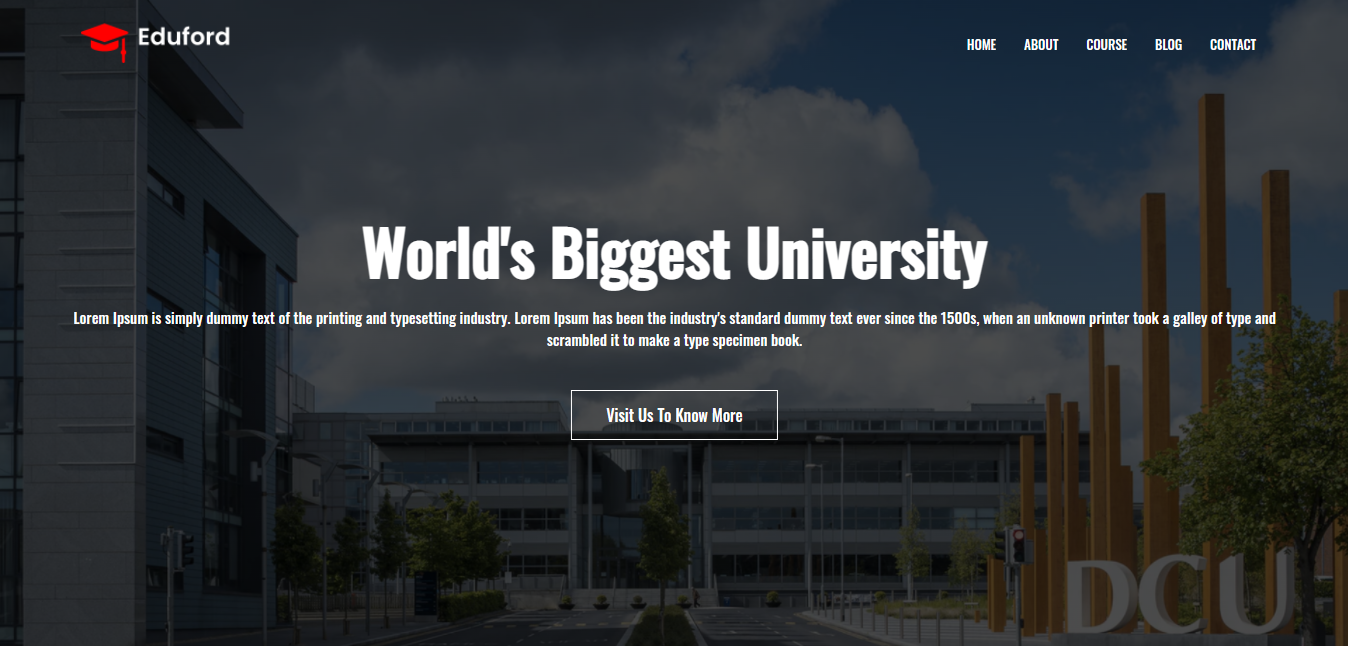 Eduford
HOME ABOUT COURSE BLOG CONTACT
World's Biggest University
Lorem Ipsum is simply dummy text of the printing and typesetting industry. Lorem Ipsum has been the industry's standard dummy text ever since the 1500s, when an unknown printer took a galley of type and
scrambled it to make a type specimen book.
Visit Us To Know More
DCU